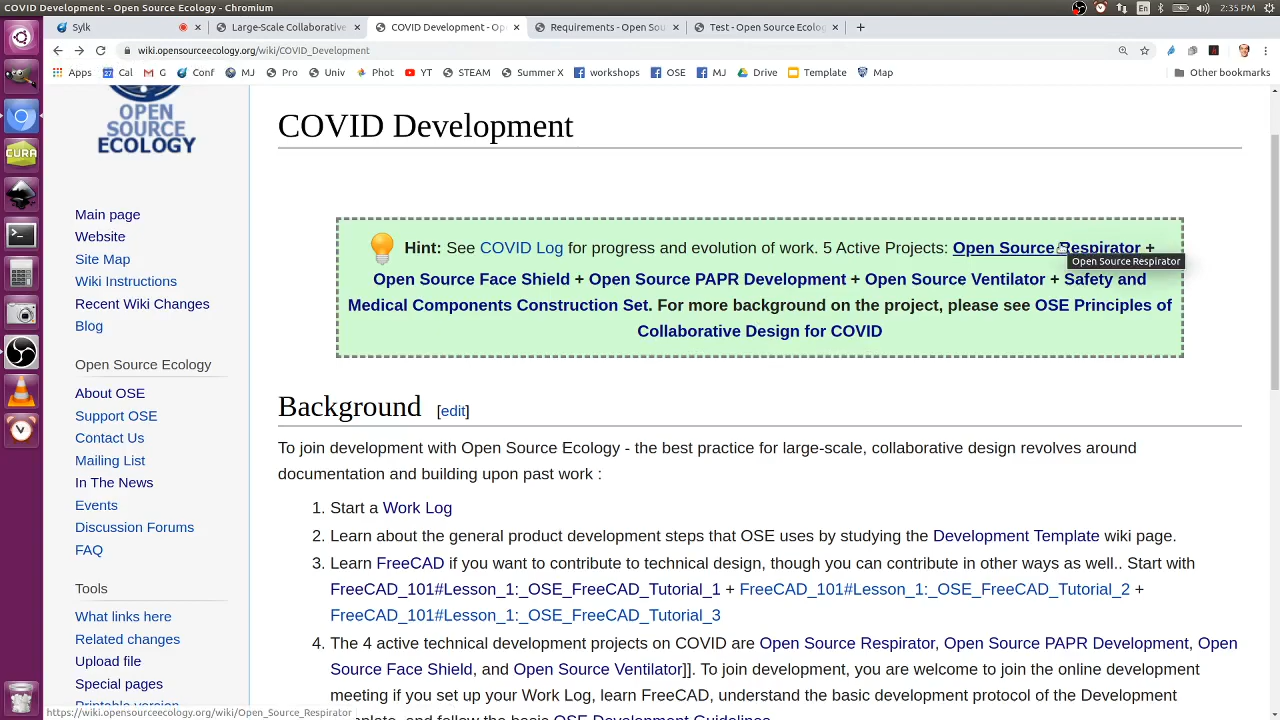 COVID Development - Open Source Ecology - Chromium
En
2:35 PM
Sylk
Large-Scale Collaborative
COVID Development - Op
Requirements - Open Sou
Test - Open Source Ecolo
wiki.opensourceecology.org/wiki/COVID_Development
Apps
Cal
G
Conf
MJ
Pro
Univ
Phot
YT
STEAM
Summer X
workshops
OSE
MJ
Drive
Template
Map
Other bookmarks
OPEN
SOURCE
ECOLOGY
CURA
Main page
Website
Site Map
Wiki Instructions
Recent Wiki Changes
Blog
Open Source Ecology
About OSE
Support OSE
Contact Us
Mailing List
In The News
Events
Discussion Forums
FAQ
Tools
What links here
Related changes
Upload file
Special pages
Printable version
COVID Development
Hint: See COVID Log for progress and evolution of work. 5 Active Projects: Open Source Respirator +
Open Source Respirator
Open Source Face Shield + Open Source PAPR Development + Open Source Ventilator + Safety and
Medical Components Construction Set. For more background on the project, please see OSE Principles of
Collaborative Design for COVID
Background [edit]
To join development with Open Source Ecology - the best practice for large-scale, collaborative design revolves around
documentation and building upon past work :
1. Start a Work Log
2. Learn about the general product development steps that OSE uses by studying the Development Template wiki page.
3. Learn FreeCAD if you want to contribute to technical design, though you can contribute in other ways as well.. Start with
FreeCAD_101#Lesson_1:_OSE_FreeCAD_Tutorial_1 + FreeCAD_101#Lesson_1:_OSE_FreeCAD_Tutorial_2 +
FreeCAD_101#Lesson_1:_OSE_FreeCAD_Tutorial_3
4. The 4 active technical development projects on COVID are Open Source Respirator, Open Source PAPR Development, Open
Source Face Shield, and Open Source Ventilator]]. To join development, you are welcome to join the online development
meeting if you set up your Work Log, learn FreeCAD, understand the basic development protocol of the Development
and follow the basic OSE Development Guidelines
https://wiki.opensourceecology.org/wiki/Open_Source_Respirator